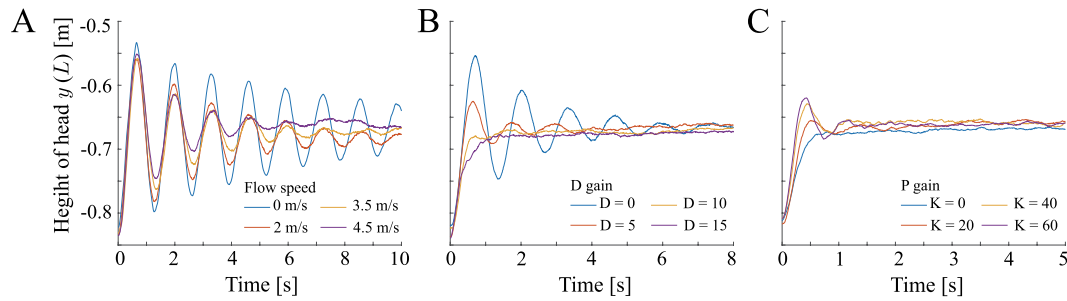 A
Hegiht of head y (L) [m]
-0.5
-0.6
-0.7
-0.8
Flow speed
0 m/s 3.5 m/s
2 m/s 4.5 m/s
0 2 4 6 8 10
Time [s]
B
D gain
D = 0 D = 10
D = 5 D = 15
0 2 4 6 8
Time [s]
C
P gain
K = 0 K = 40
K = 20 K = 60
0 1 2 3 4 5
Time [s]